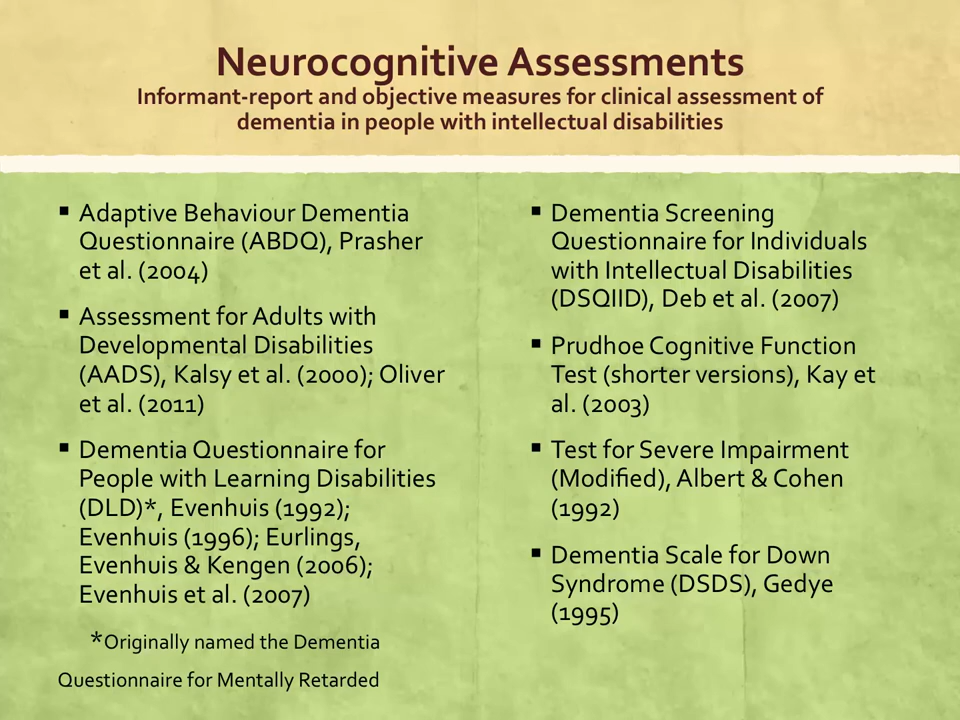 Neurocognitive Assessments
Informant-report and objective measures for clinical assessment of
dementia in people with intellectual disabilities
▪ Adaptive Behaviour Dementia
Questionnaire (ABDQ), Prasher
et al. (2004)
▪ Assessment for Adults with
Developmental Disabilities
(AADS), Kalsy et al. (2000); Oliver
et al. (2011)
▪ Dementia Questionnaire for
People with Learning Disabilities
(DLD)*, Evenhuis (1992);
Evenhuis (1996); Eurlings,
Evenhuis & Kengen (2006);
Evenhuis et al. (2007)
*Originally named the Dementia
Questionnaire for Mentally Retarded
▪ Dementia Screening
Questionnaire for Individuals
with Intellectual Disabilities
(DSQIID), Deb et al. (2007)
▪ Prudhoe Cognitive Function
Test (shorter versions), Kay et
al. (2003)
▪ Test for Severe Impairment
(Modified), Albert & Cohen
(1992)
▪ Dementia Scale for Down
Syndrome (DSDS), Gedye
(1995)